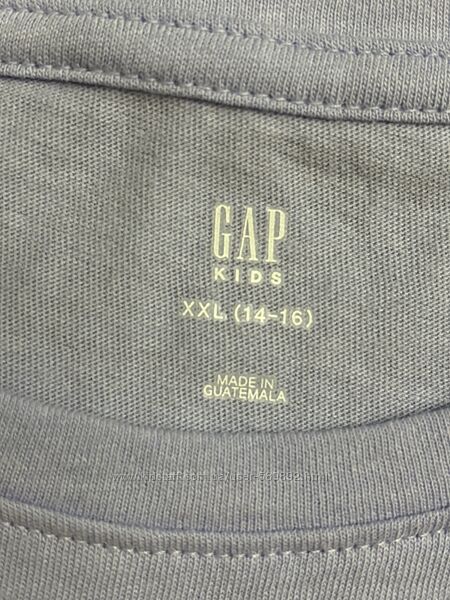 GAP
KIDS
XXL (14-16)
MADE IN
GUATEMALA